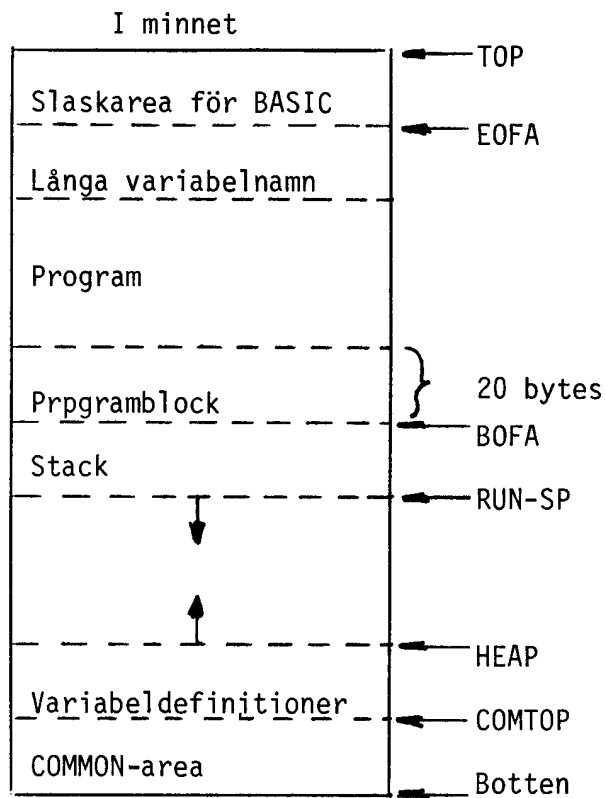 I minnet
TOP
Slaskarea för BASIC
EOFA
Långa variabelnamn
Program
20 bytes
Prpgramblock
BOFA
Stack
RUN-SP
HEAP
Variabeldefinitioner
COMTOP
COMMON-area
Botten